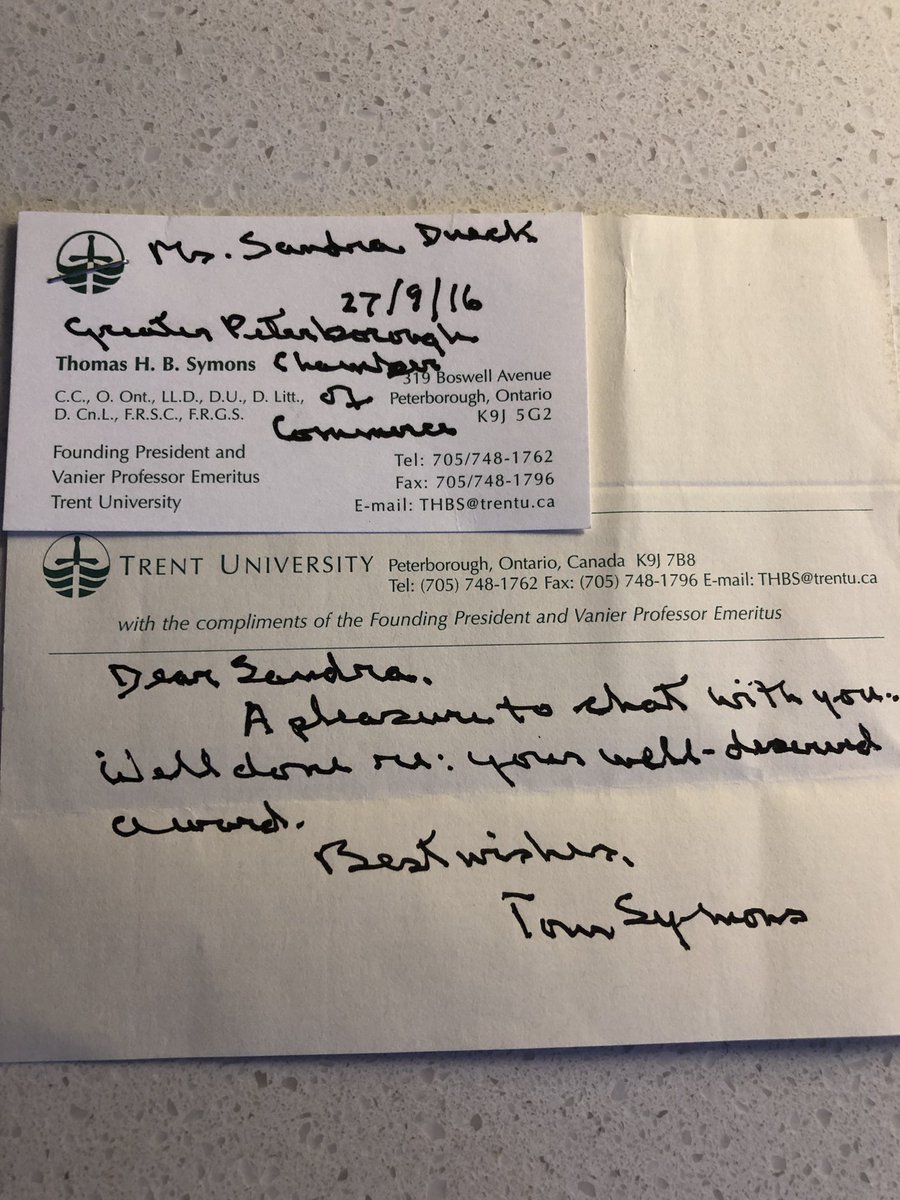 Ms. Sandra Dueck
27/9/16
Greater Peterborough
Chamber
of
Commerce
Thomas H. B. Symons
C.C., O. Ont., LL.D., D.U., D. Litt.,
D. Cn.L., F.R.S.C., F.R.G.S.
319 Boswell Avenue
Peterborough, Ontario
K9J 5G2
Founding President and
Vanier Professor Emeritus
Trent University
Tel: 705/748-1762
Fax: 705/748-1796
E-mail: THBS@trentu.ca
TRENT UNIVERSITY Peterborough, Ontario, Canada K9J 7B8
Tel: (705) 748-1762 Fax: (705) 748-1796 E-mail: THBS@trentu.ca
with the compliments of the Founding President and Vanier Professor Emeritus
Dear Sandra,
A pleasure to chat with you..
Well done re: your well-deserved
award.
Best wishes,
Tom Symons